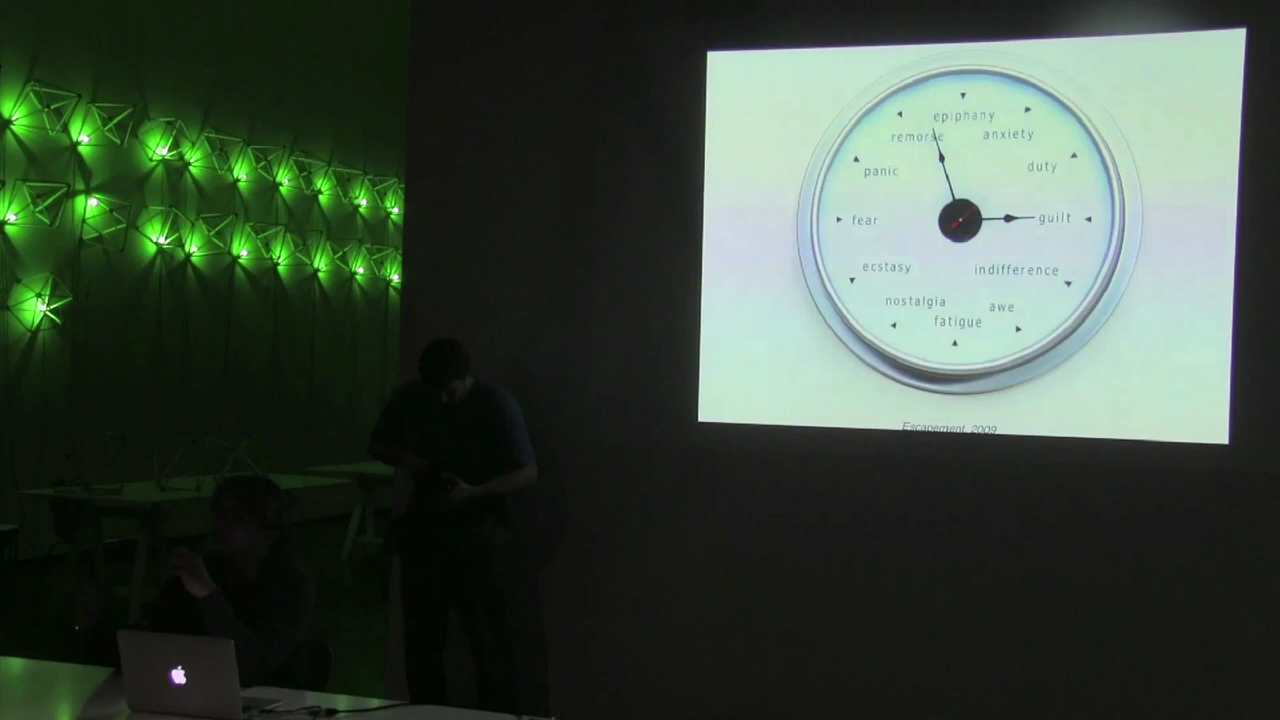 epiphany
remorse
anxiety
panic
duty
fear
guilt
ecstasy
indifference
nostalgia
awe
fatigue
Escapement, 2009